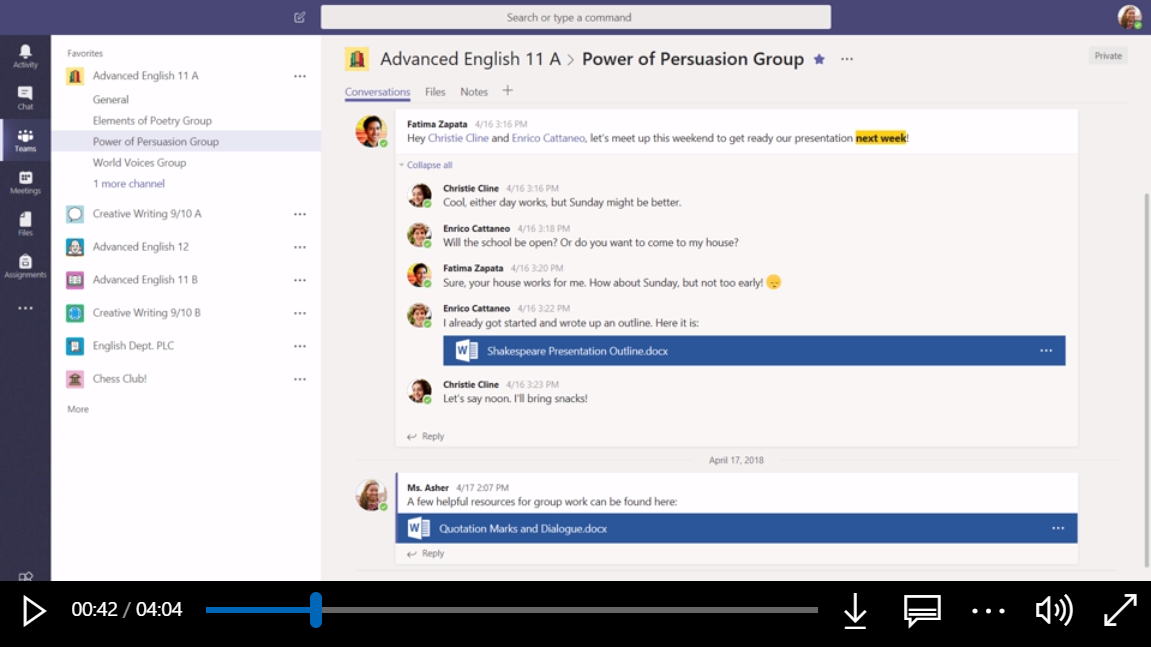 Search or type a command
Activity
Chat
Teams
Meetings
Files
Assignments
Favorites
Advanced English 11 A
General
Elements of Poetry Group
Power of Persuasion Group
World Voices Group
1 more channel
Creative Writing 9/10 A
Advanced English 12
Advanced English 11 B
Creative Writing 9/10 B
English Dept. PLC
Chess Club!
More
Advanced English 11 A > Power of Persuasion Group
Private
Conversations Files Notes +
Fatima Zapata 4/16 3:16 PM
Hey Christie Cline and Enrico Cattaneo, let's meet up this weekend to get ready our presentation next week!
Collapse all
Christie Cline 4/16 3:16 PM
Cool, either day works, but Sunday might be better.
Enrico Cattaneo 4/16 3:18 PM
Will the school be open? Or do you want to come to my house?
Fatima Zapata 4/16 3:20 PM
Sure, your house works for me. How about Sunday, but not too early!
Enrico Cattaneo 4/16 3:22 PM
I already got started and wrote up an outline. Here it is:
Shakespeare Presentation Outline.docx
Christie Cline 4/16 3:23 PM
Let's say noon. I'll bring snacks!
Reply
April 17, 2018
Ms. Asher 4/17 2:07 PM
A few helpful resources for group work can be found here:
Quotation Marks and Dialogue.docx
Reply
00:42 / 04:04